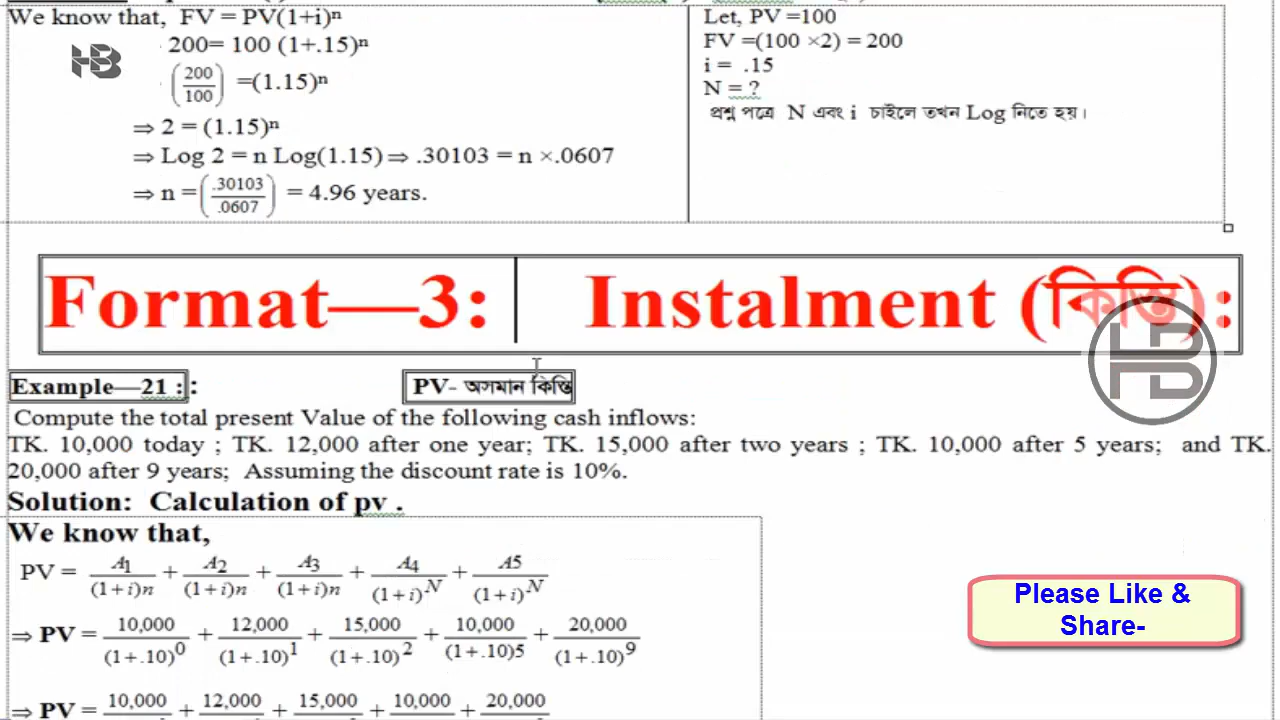 We know that, FV = PV(1+i)ⁿ
200= 100 (1+.15)ⁿ
(200/100) =(1.15)ⁿ
⇒ 2 = (1.15)ⁿ
⇒ Log 2 = n Log(1.15) ⇒ .30103 = n ×.0607
⇒ n =(.30103/.0607) = 4.96 years.
Let, PV =100
FV =(100 ×2) = 200
i = .15
N = ?
প্রশ্ন পত্রে N এবং i চাইলে তখন Log নিতে হয়।
HB
Format—3: Instalment (কিস্তি):
Example—21 : :
PV- অসমান কিস্তি
Compute the total present Value of the following cash inflows:
TK. 10,000 today ; TK. 12,000 after one year; TK. 15,000 after two years ; TK. 10,000 after 5 years; and TK.
20,000 after 9 years; Assuming the discount rate is 10%.
Solution: Calculation of pv .
We know that,
PV = A₁/(1+i)n + A₂/(1+i)n + A₃/(1+i)n + A₄/(1+i)ᴺ + A5/(1+i)ᴺ
⇒ PV = 10,000/(1+.10)⁰ + 12,000/(1+.10)¹ + 15,000/(1+.10)² + 10,000/(1+.10)5 + 20,000/(1+.10)⁹
⇒ PV = 10,000 + 12,000 + 15,000 + 10,000 + 20,000
Please Like &
Share-